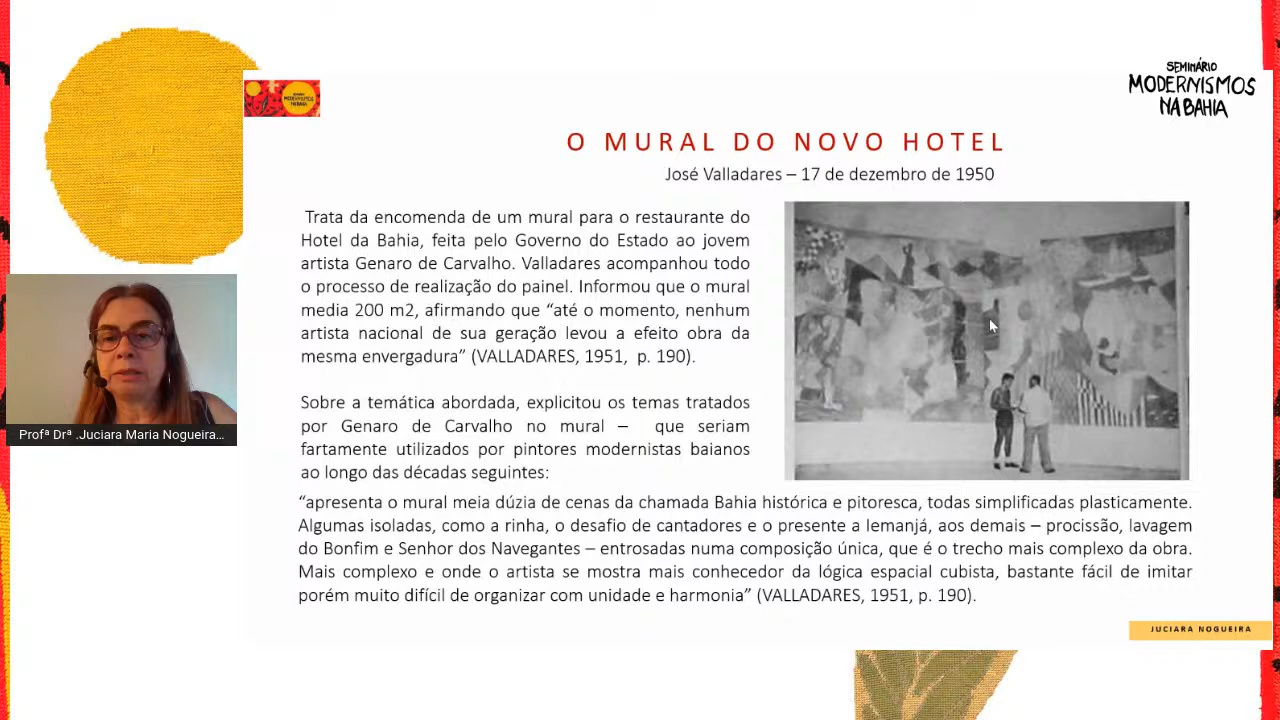 SEMINÁRIO
MODERNISMOS
NA BAHIA
SEMINÁRIO
MODERNISMOS
NA BAHIA
O MURAL DO NOVO HOTEL
José Valladares – 17 de dezembro de 1950
Trata da encomenda de um mural para o restaurante do
Hotel da Bahia, feita pelo Governo do Estado ao jovem
artista Genaro de Carvalho. Valladares acompanhou todo
o processo de realização do painel. Informou que o mural
media 200 m2, afirmando que “até o momento, nenhum
artista nacional de sua geração levou a efeito obra da
mesma envergadura” (VALLADARES, 1951, p. 190).
Sobre a temática abordada, explicitou os temas tratados
por Genaro de Carvalho no mural – que seriam
fartamente utilizados por pintores modernistas baianos
ao longo das décadas seguintes:
“apresenta o mural meia dúzia de cenas da chamada Bahia histórica e pitoresca, todas simplificadas plasticamente.
Algumas isoladas, como a rinha, o desafio de cantadores e o presente a Iemanjá, aos demais – procissão, lavagem
do Bonfim e Senhor dos Navegantes – entrosadas numa composição única, que é o trecho mais complexo da obra.
Mais complexo e onde o artista se mostra mais conhecedor da lógica espacial cubista, bastante fácil de imitar
porém muito difícil de organizar com unidade e harmonia” (VALLADARES, 1951, p. 190).
Profª Drª .Juciara Maria Nogueira…
JUCIARA NOGUEIRA